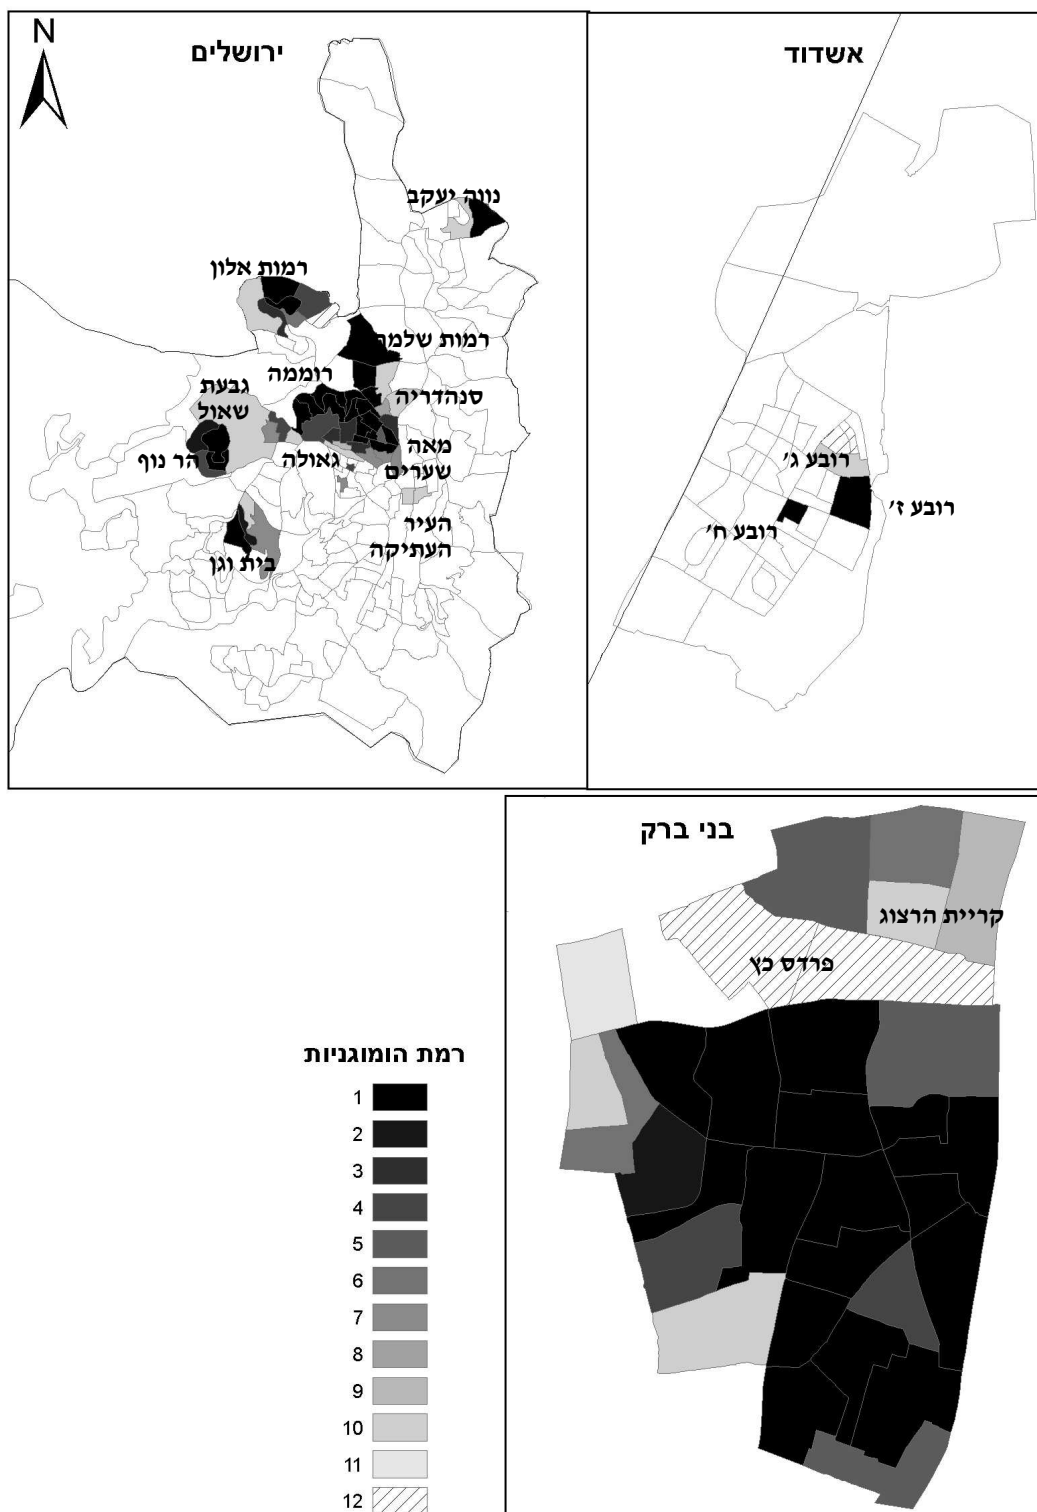 N
ירושלים
נווה יעקב
רמות אלון
רמות שלמה
רוממה
גבעת
שאול
סנהדריה
הר נוף
גאולה
מאה
שערים
העיר
העתיקה
בית וגן
אשדוד
רובע ג'
רובע ז'
רובע ח'
בני ברק
קריית הרצוג
פרדס כץ
רמת הומוגניות
1
2
3
4
5
6
7
8
9
10
11
12